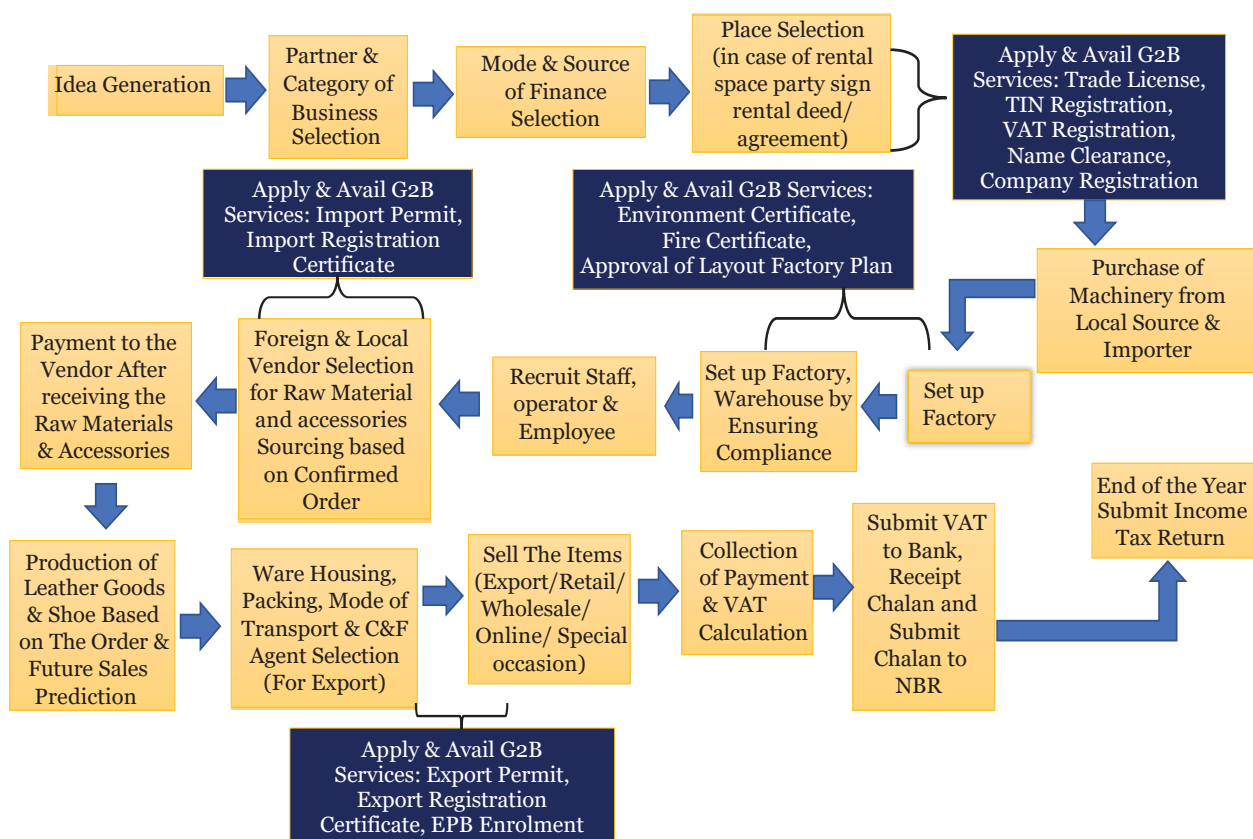 Idea Generation
Partner &
Category of
Business
Selection
Mode & Source
of Finance
Selection
Place Selection
(in case of rental
space party sign
rental deed/
agreement)
Apply & Avail G2B
Services: Trade License,
TIN Registration,
VAT Registration,
Name Clearance,
Company Registration
Purchase of
Machinery from
Local Source &
Importer
Set up
Factory
Apply & Avail G2B Services:
Environment Certificate,
Fire Certificate,
Approval of Layout Factory Plan
Set up Factory,
Warehouse by
Ensuring
Compliance
Recruit Staff,
operator &
Employee
Apply & Avail G2B
Services: Import Permit,
Import Registration
Certificate
Foreign & Local
Vendor Selection
for Raw Material
and accessories
Sourcing based
on Confirmed
Order
Payment to the
Vendor After
receiving the
Raw Materials
& Accessories
Production of
Leather Goods
& Shoe Based
on The Order &
Future Sales
Prediction
Ware Housing,
Packing, Mode of
Transport & C&F
Agent Selection
(For Export)
Apply & Avail G2B
Services: Export Permit,
Export Registration
Certificate, EPB Enrolment
Sell The Items
(Export/Retail/
Wholesale/
Online/ Special
occasion)
Collection
of Payment
& VAT
Calculation
Submit VAT
to Bank,
Receipt
Chalan and
Submit
Chalan to
NBR
End of the Year
Submit Income
Tax Return